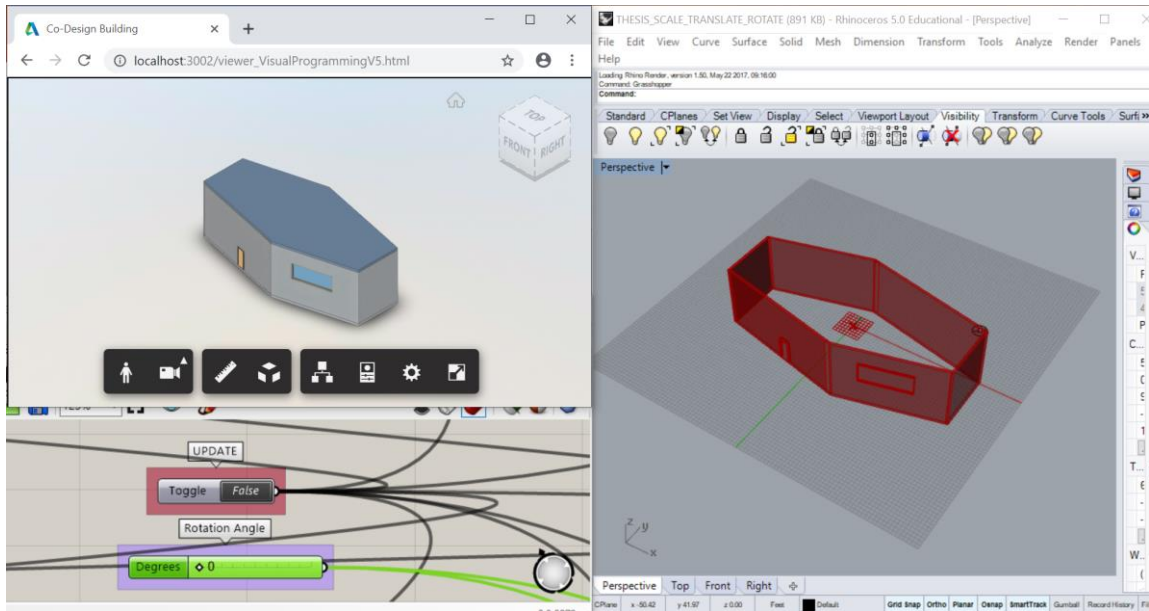 Co-Design Building
localhost:3002/viewer_VisualProgrammingV5.html
TOP
FRONT
RIGHT
UPDATE
Toggle False
Rotation Angle
Degrees 0
THESIS_SCALE_TRANSLATE_ROTATE (891 KB) - Rhinoceros 5.0 Educational - [Perspective]
File Edit View Curve Surface Solid Mesh Dimension Transform Tools Analyze Render Panels
Help
Loading Rhino Render, version 1.50, May 22 2017, 09:16:00
Command: Grasshopper
Command:
Standard CPlanes Set View Display Select Viewport Layout Visibility Transform Curve Tools Surfa
Perspective
V...
C...
T...
W...
z
y
x
Perspective Top Front Right
CPlane x -50.42 y 41.97 z 0.00 Feet Default Grid Snap Ortho Planar Osnap SmartTrack Gumball Record History